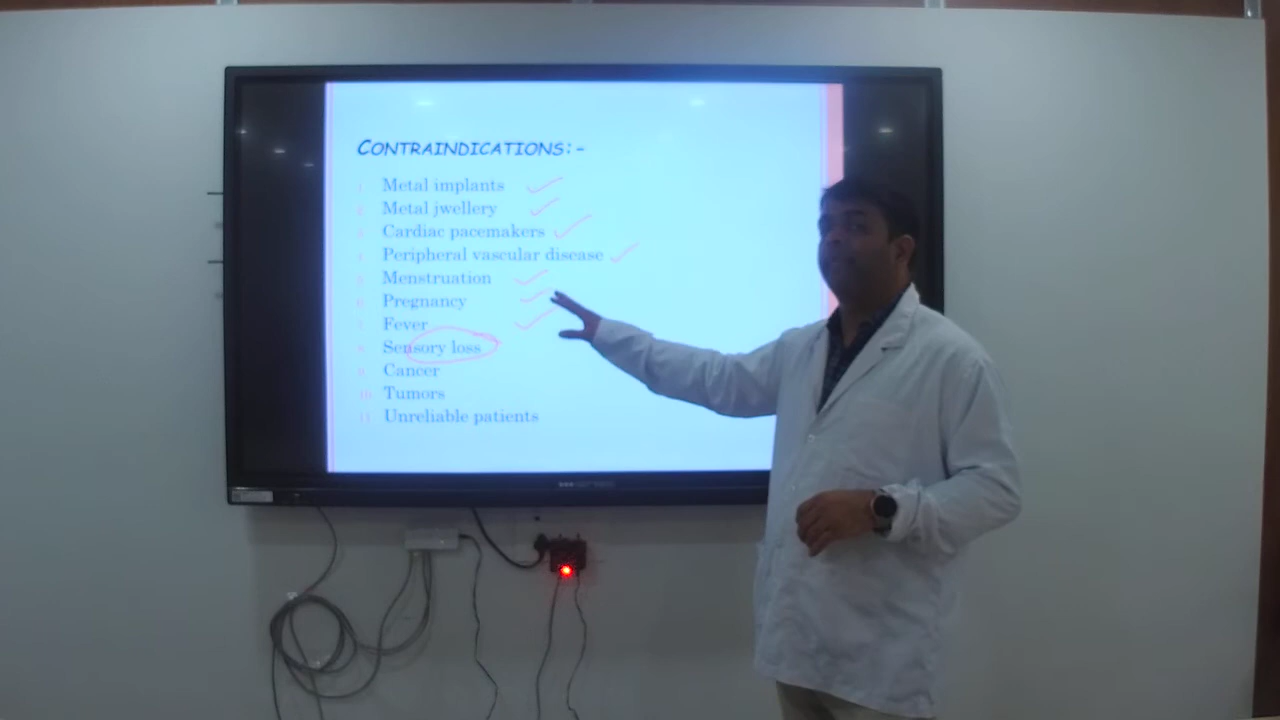 CONTRAINDICATIONS:-
1. Metal implants
2. Metal jwellery
3. Cardiac pacemakers
4. Peripheral vascular disease
5. Menstruation
6. Pregnancy
7. Fever
8. Sensory loss
9. Cancer
10. Tumors
11. Unreliable patients